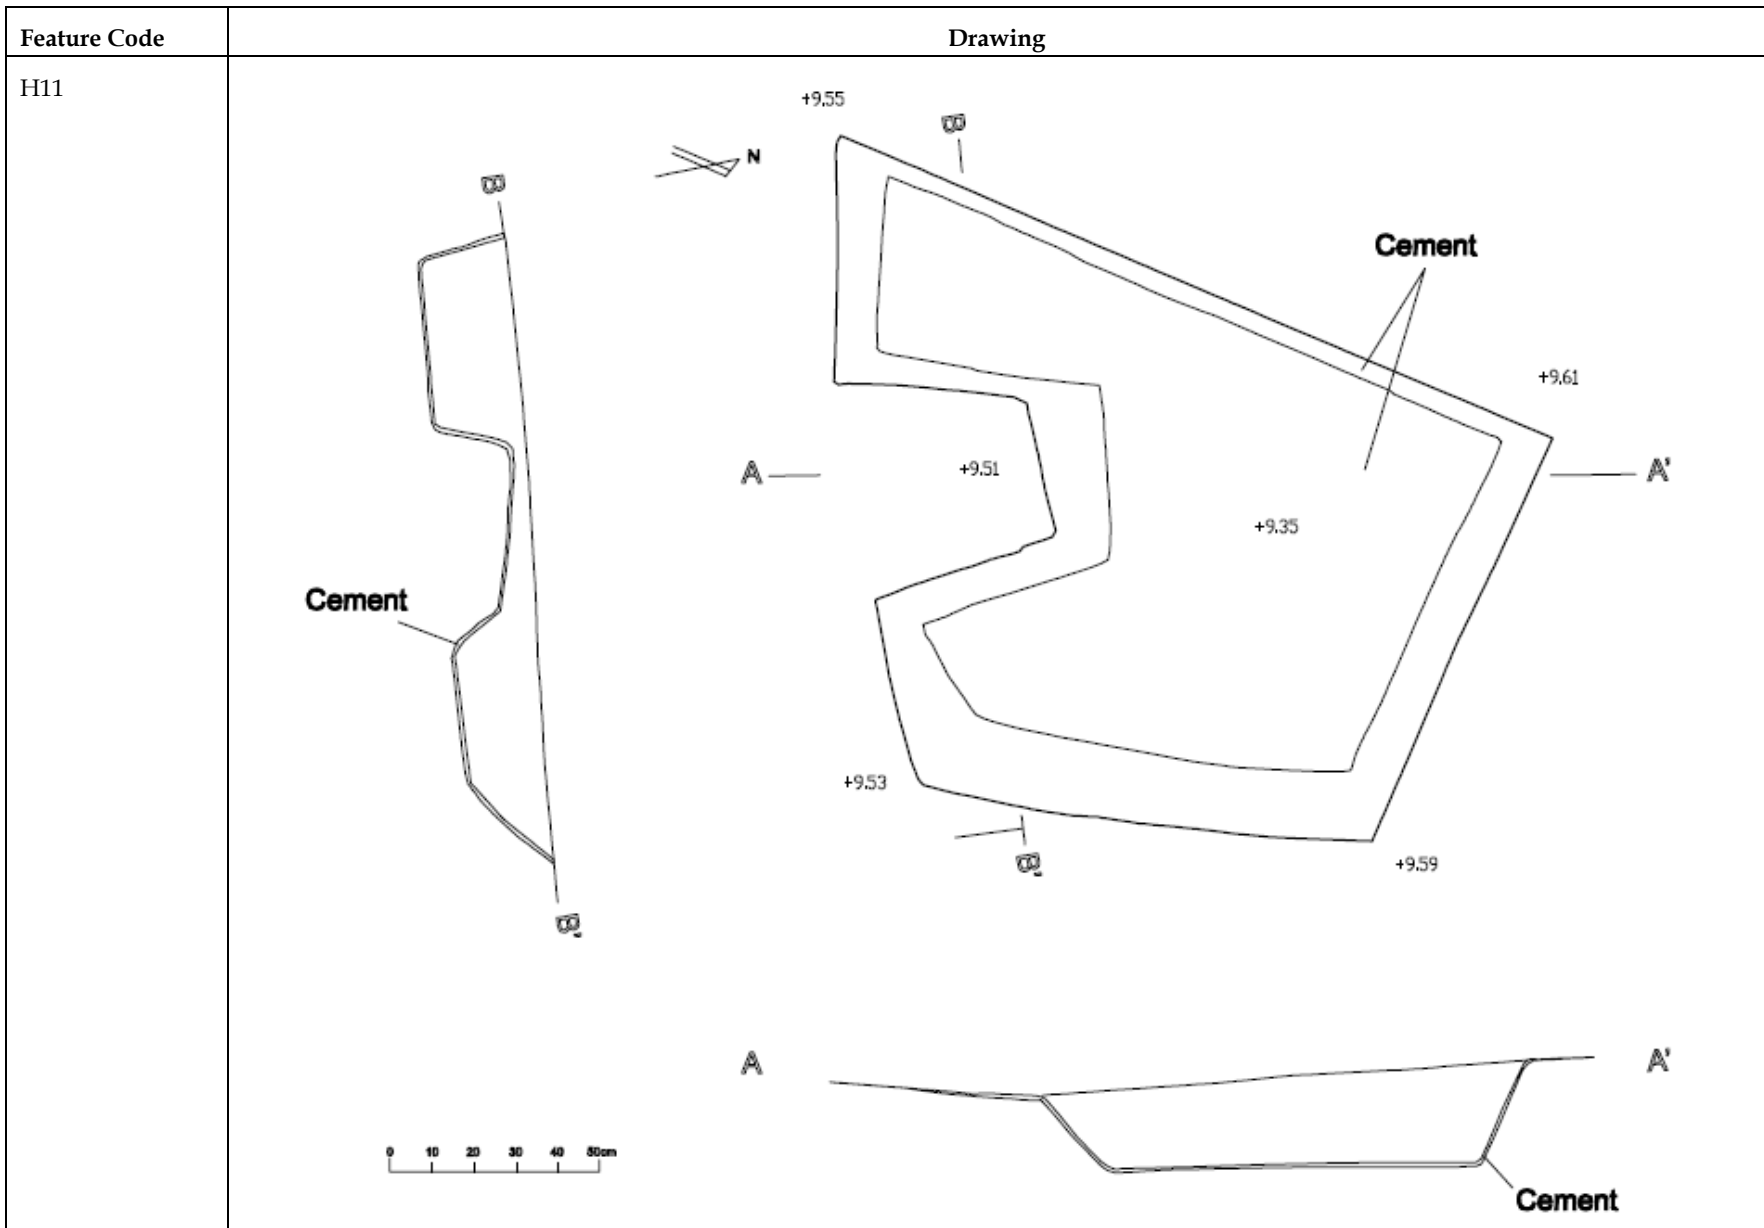 Feature Code Drawing
H11
+9.55
B
N
B
Cement
+9.61
A +9.51 A'
+9.35
Cement
+9.53
B'
+9.59
B'
A A'
0 10 20 30 40 50cm
Cement